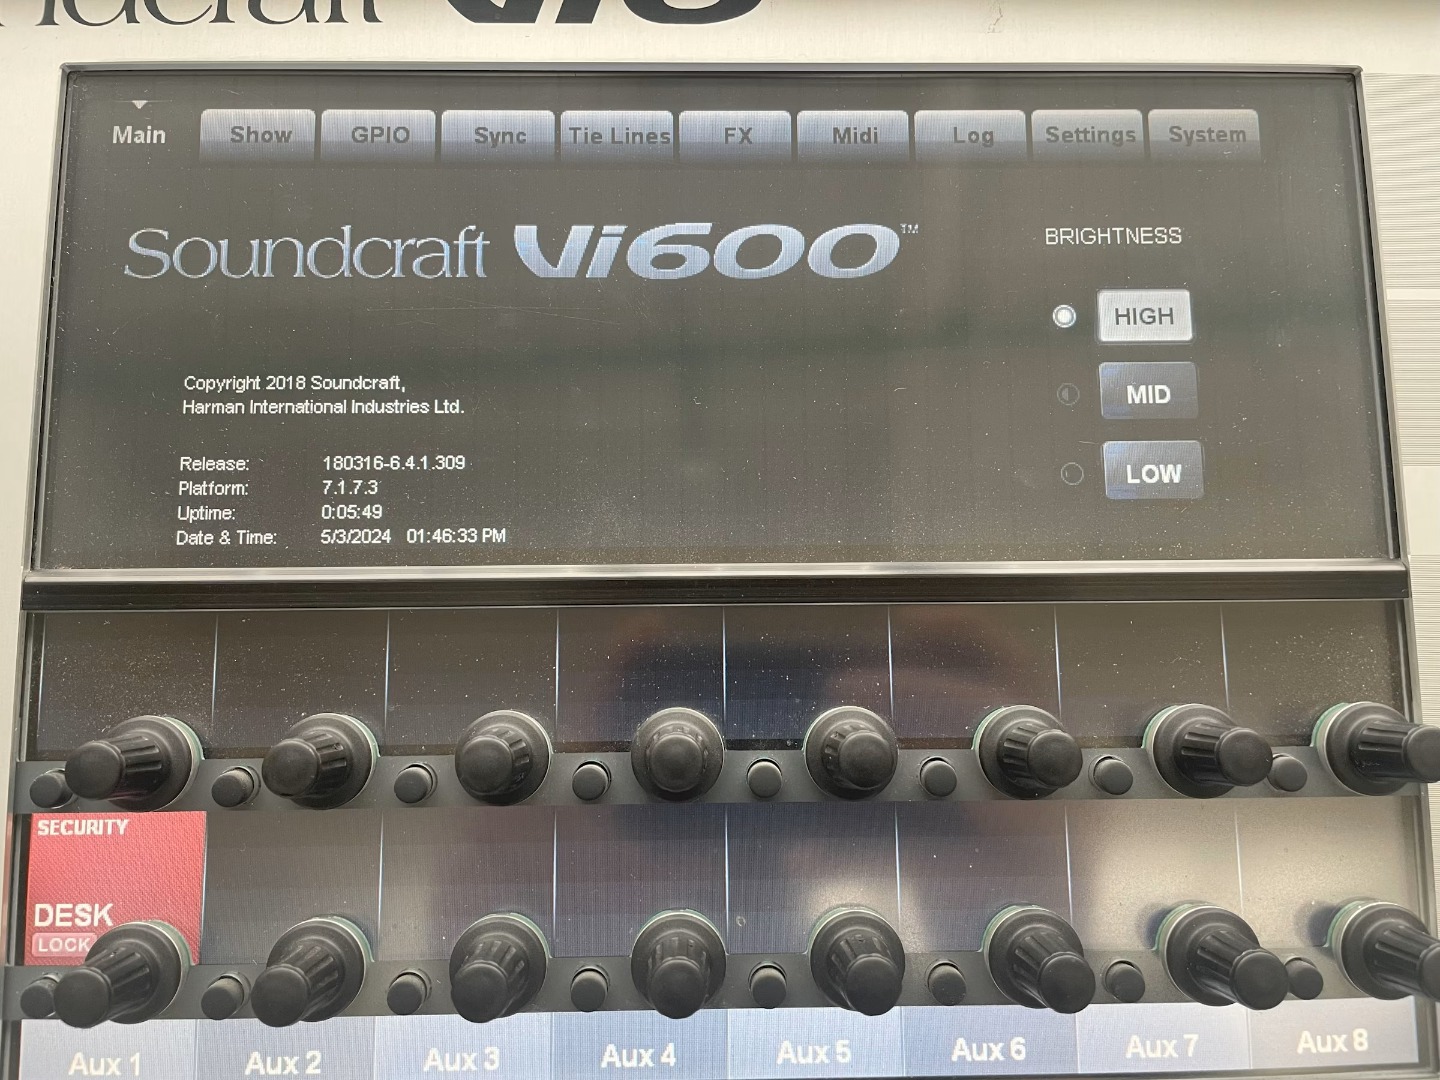 Main Show GPIO Sync Tie Lines FX Midi Log Settings System
Soundcraft Vi600™
BRIGHTNESS
HIGH
MID
LOW
Copyright 2018 Soundcraft,
Harman International Industries Ltd.
Release: 180316-6.4.1.309
Platform: 7.1.7.3
Uptime: 0:05:49
Date & Time: 5/3/2024 01:46:33 PM
SECURITY
DESK
LOCK
Aux 1 Aux 2 Aux 3 Aux 4 Aux 5 Aux 6 Aux 7 Aux 8